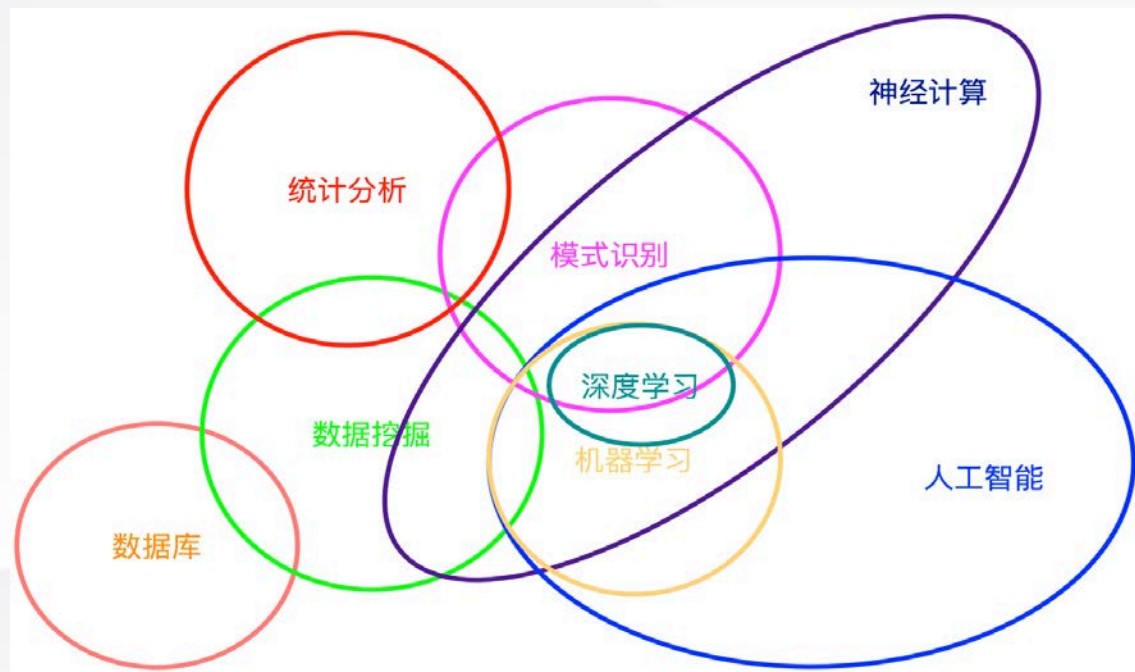 神经计算
统计分析
模式识别
深度学习
数据挖掘
机器学习
人工智能
数据库